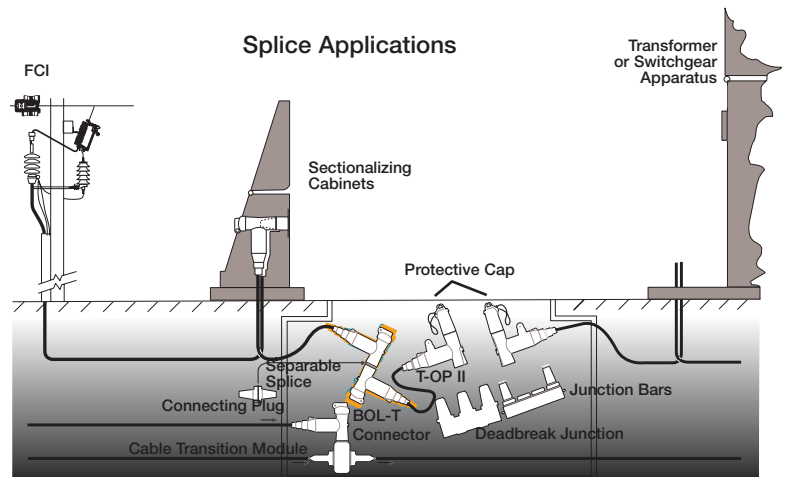 Splice Applications
FCI
Transformer
or Switchgear
Apparatus
Sectionalizing
Cabinets
Protective Cap
Separable
Splice
T-OP II
Connecting Plug
Junction Bars
BOL-T
Connector
Deadbreak Junction
Cable Transition Module